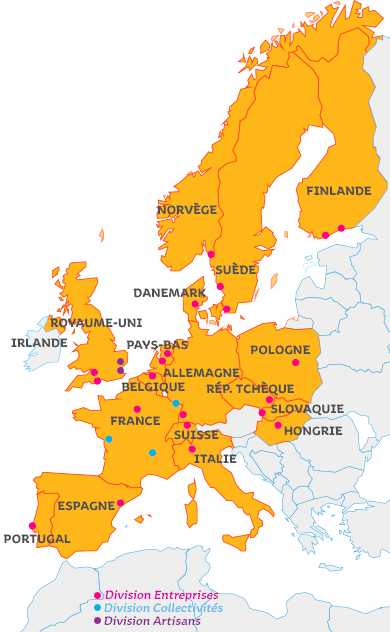 FINLANDE
NORVÈGE
SUÈDE
DANEMARK
ROYAUME-UNI
IRLANDE
PAYS-BAS
POLOGNE
ALLEMAGNE
BELGIQUE
RÉP. TCHÈQUE
SLOVAQUIE
FRANCE
HONGRIE
SUISSE
ITALIE
ESPAGNE
PORTUGAL
Division Entreprises
Division Collectivités
Division Artisans